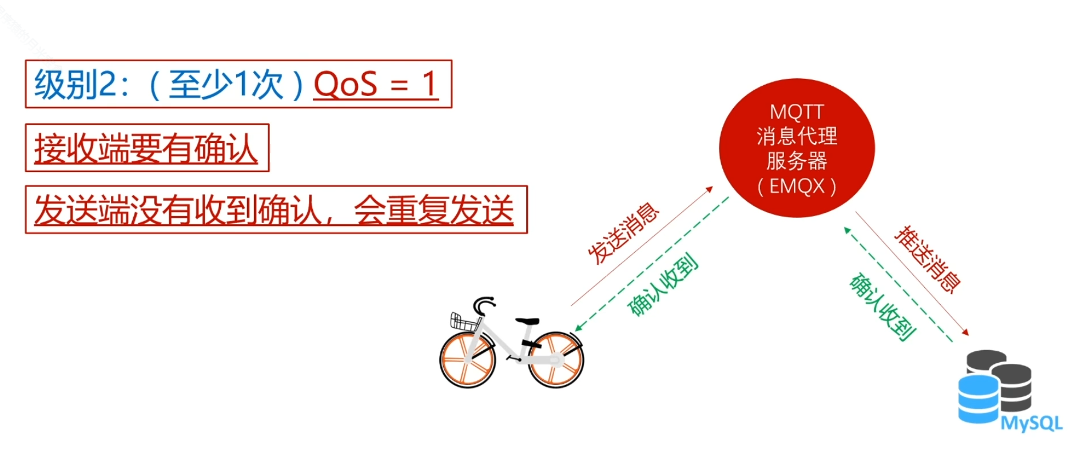 级别2:(至少1次)QoS = 1
接收端要有确认
发送端没有收到确认，会重复发送
MQTT
消息代理
服务器
(EMQX)
发送消息
确认收到
推送消息
确认收到
MySQL